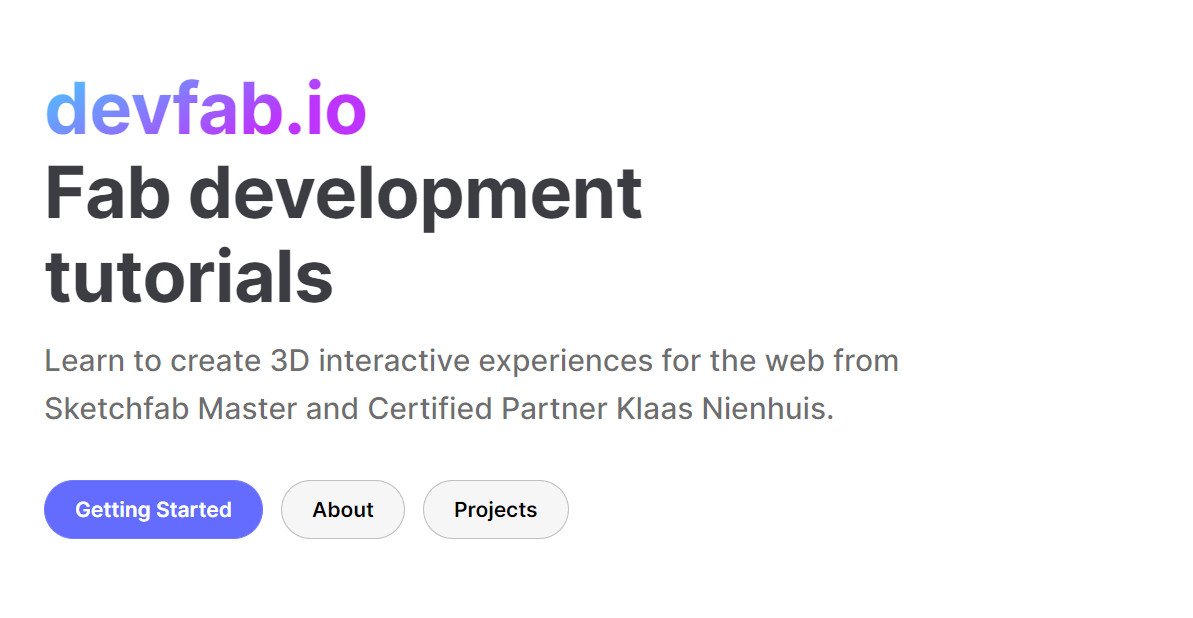 devfab.io
Fab development
tutorials
Learn to create 3D interactive experiences for the web from
Sketchfab Master and Certified Partner Klaas Nienhuis.
Getting Started
About
Projects